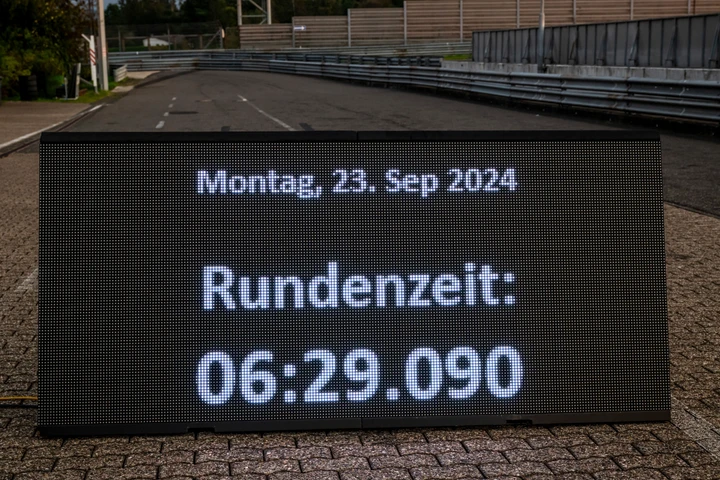 Montag, 23. Sep 2024
Rundenzeit:
06:29.090